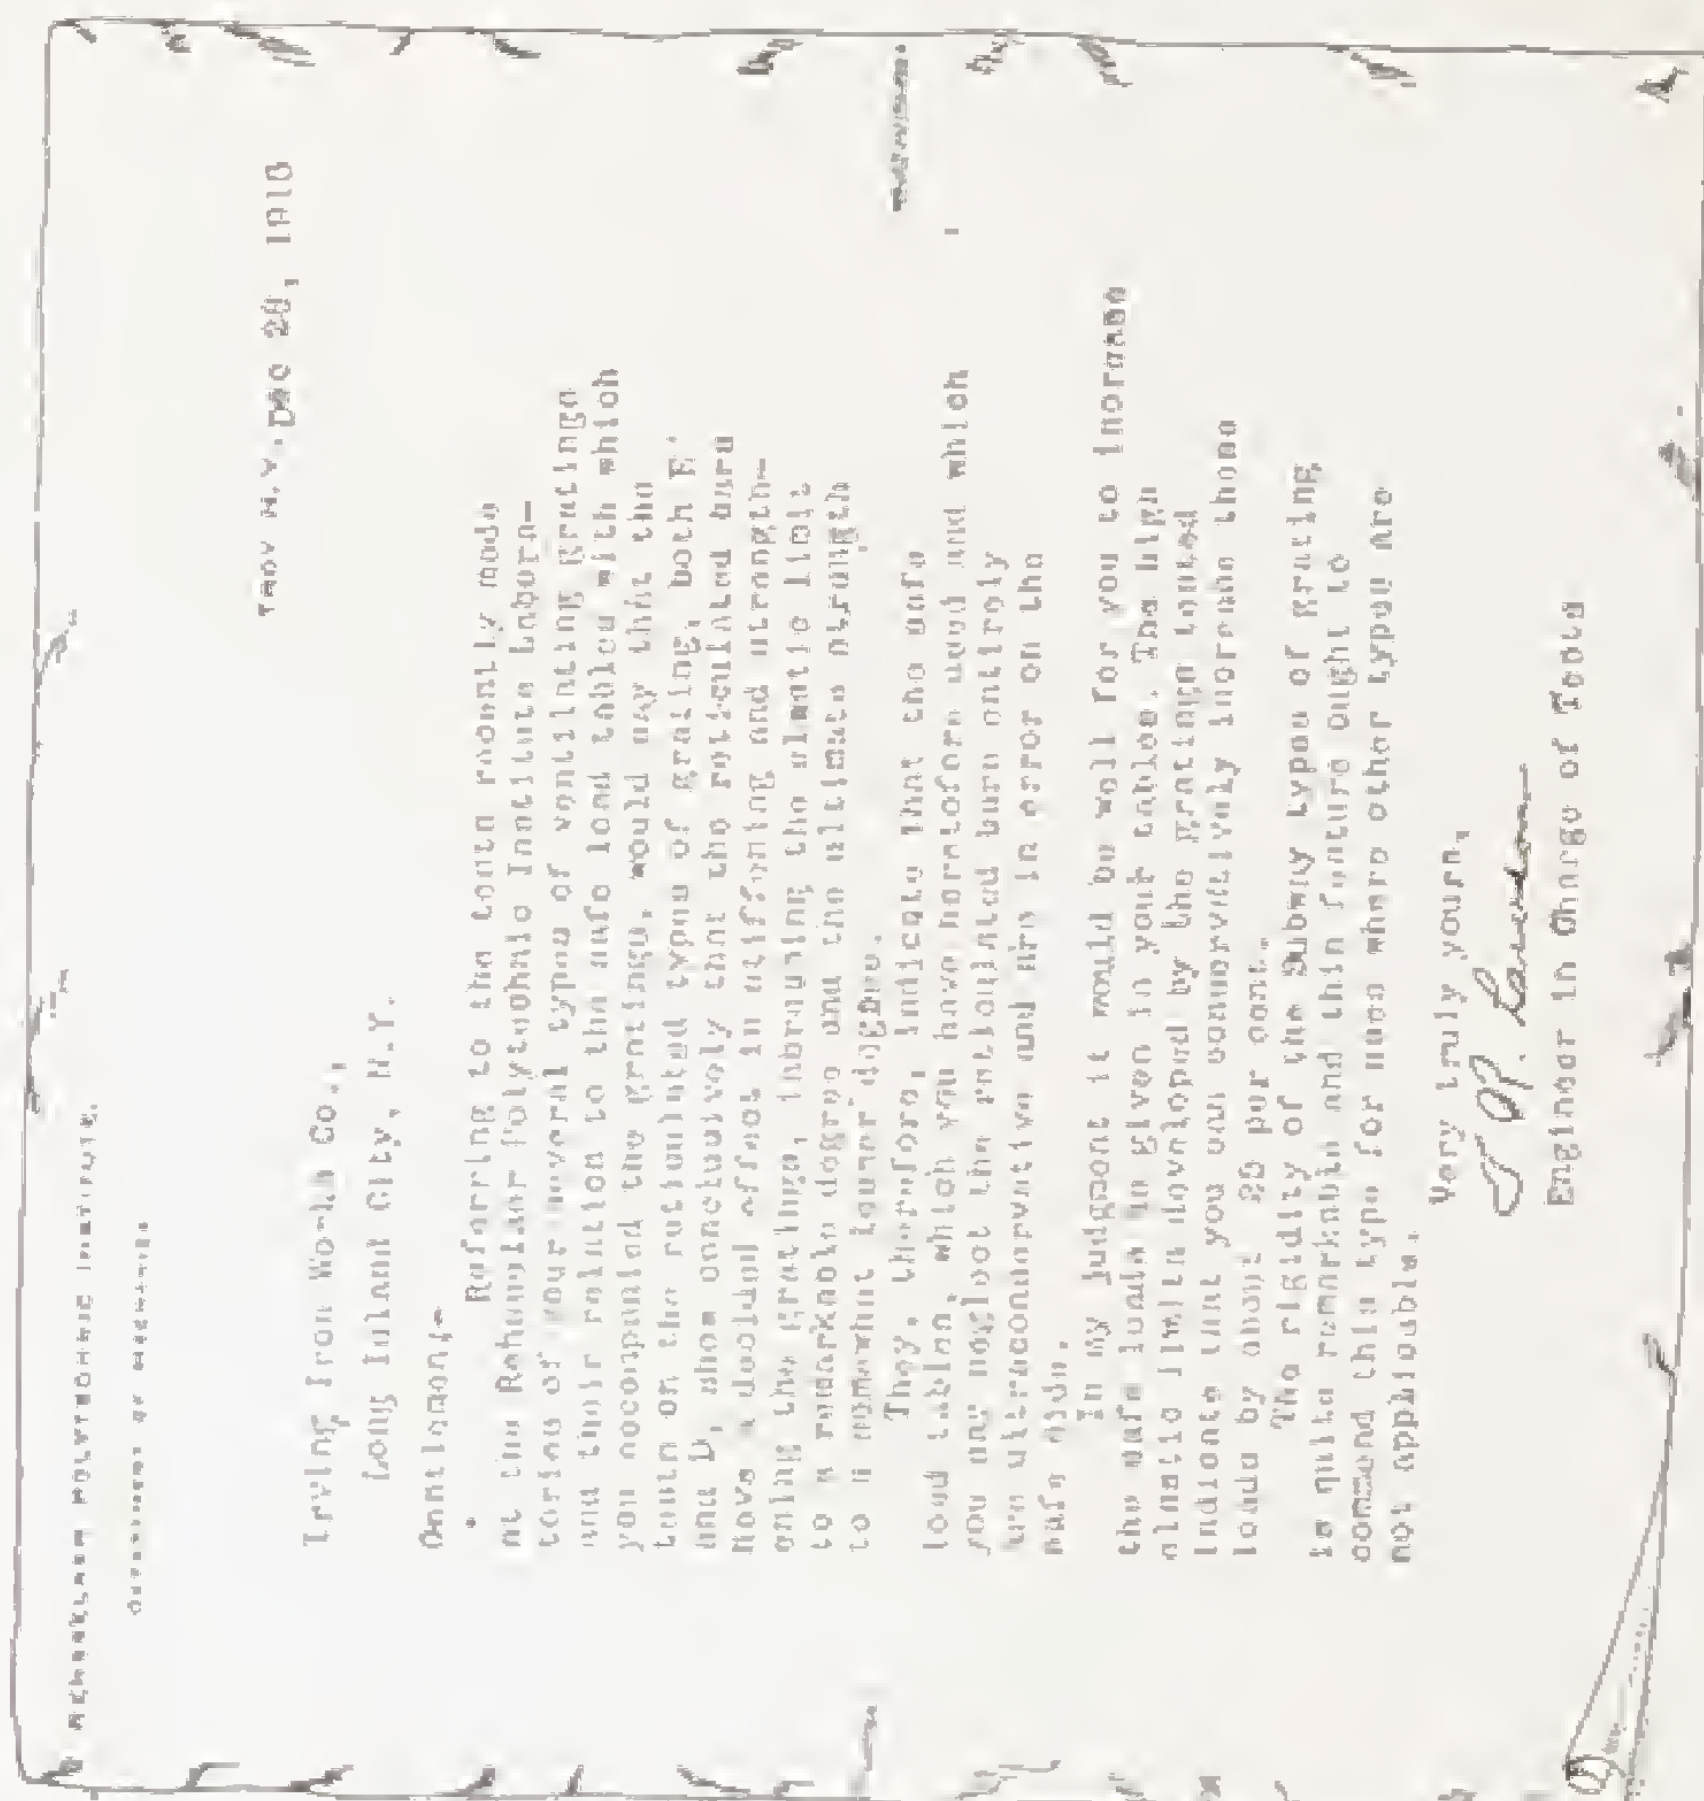 RENSSELAER POLYTECHNIC INSTITUTE.
TROY N.Y. Dec 28, 1918
Irving Iron Works Co.,
Long Island City, N.Y.
Gentlemen:-
Referring to the tests recently made
at the Rensselaer Polytechnic Institute labora-
tories of your several types of ventilating gratings
and their relation to the safe load tables with which
you accompanied the gratings, would say that the
tests on the reticulated types of grating, both F
and D, show conclusively that the reticulated bars
have a decided effect in stiffening and strength-
ening the gratings, increasing the elastic limit
to a remarkable degree and the ultimate strength
to a somewhat lesser degree.
They, therefore, indicate that the safe
load tables, which you have heretofore used and which
you neglect the reticulated bars entirely
are ultraconservative and are in error on the
safe side.
In my judgment it would be well for you to increase
the safe loads as given in your tables. The high
elastic limits developed by the gratings tested
indicate that you can conservatively increase those
loads by about per cent.
The rigidity of the Subway type of grating
is quite remarkable and this feature ought to
commend this type for uses where other types are
not applicable.
Very truly yours,
Engineer in Charge of Tests